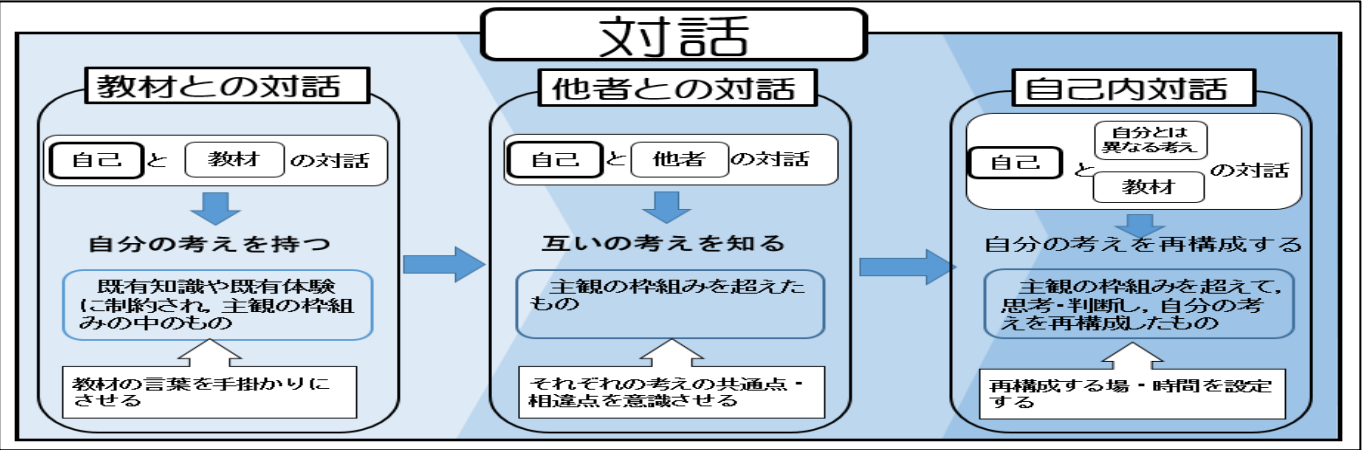 対話
教材との対話
自己 と 教材 の対話
自分の考えを持つ
既有知識や既有体験
に制約され，主観の枠組
みの中のもの
教材の言葉を手掛かりに
させる
他者との対話
自己 と 他者 の対話
互いの考えを知る
主観の枠組みを超えた
もの
それぞれの考えの共通点・
相違点を意識させる
自己内対話
自分とは
異なる考え
自己 と の対話
教材
自分の考えを再構成する
主観の枠組みを超えて，
思考・判断し，自分の考
えを再構成したもの
再構成する場・時間を設定
する